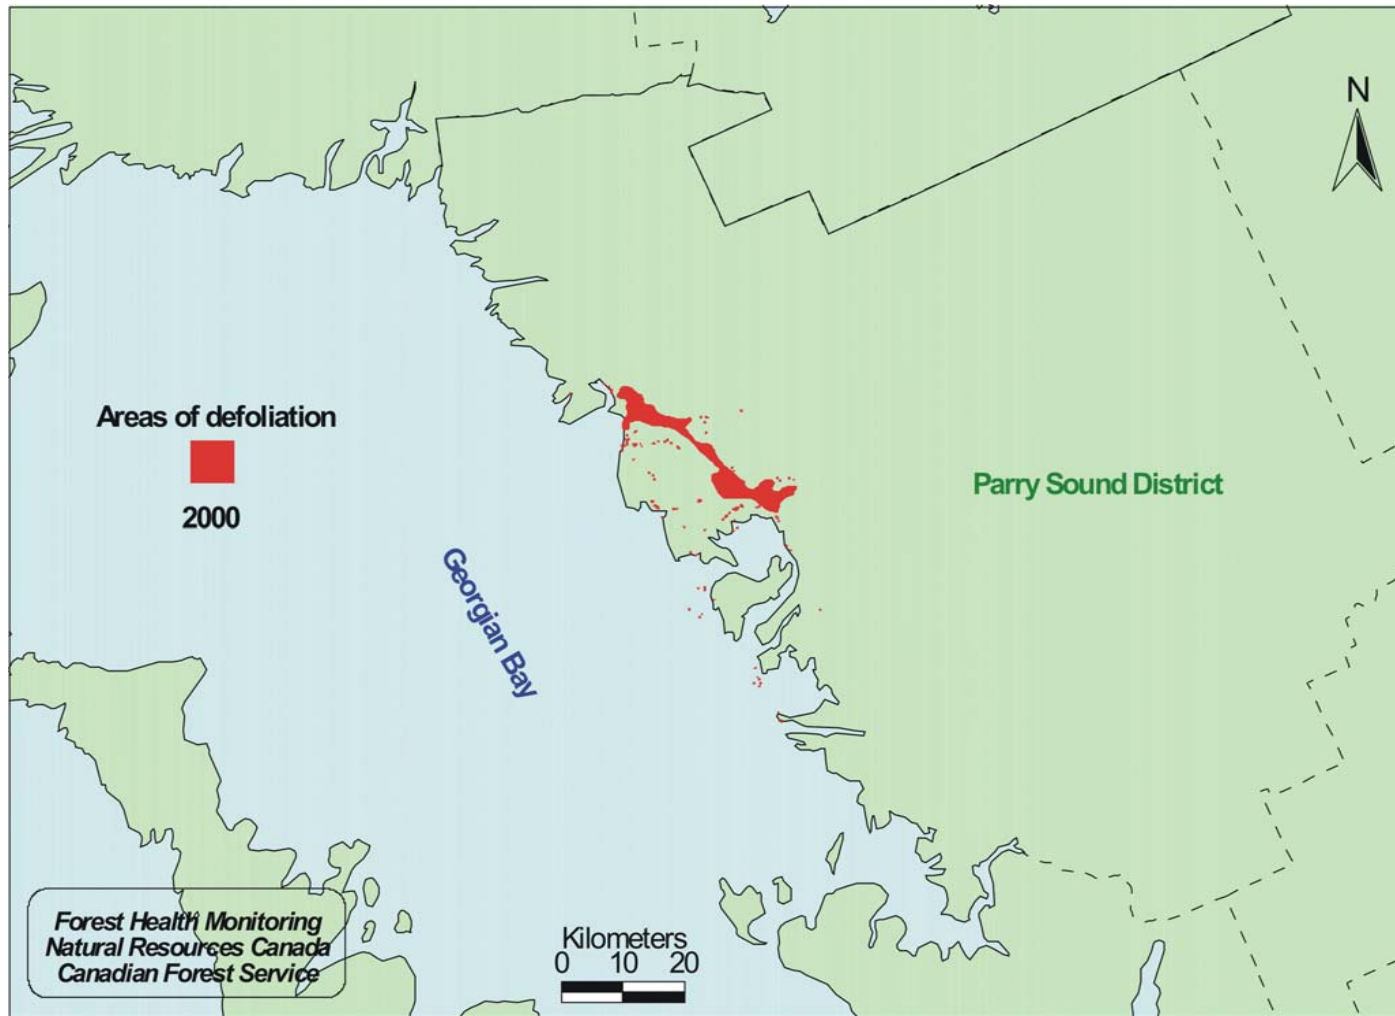 N
Areas of defoliation
2000
Parry Sound District
Georgian Bay
Forest Health Monitoring
Natural Resources Canada
Canadian Forest Service
Kilometers
0 10 20